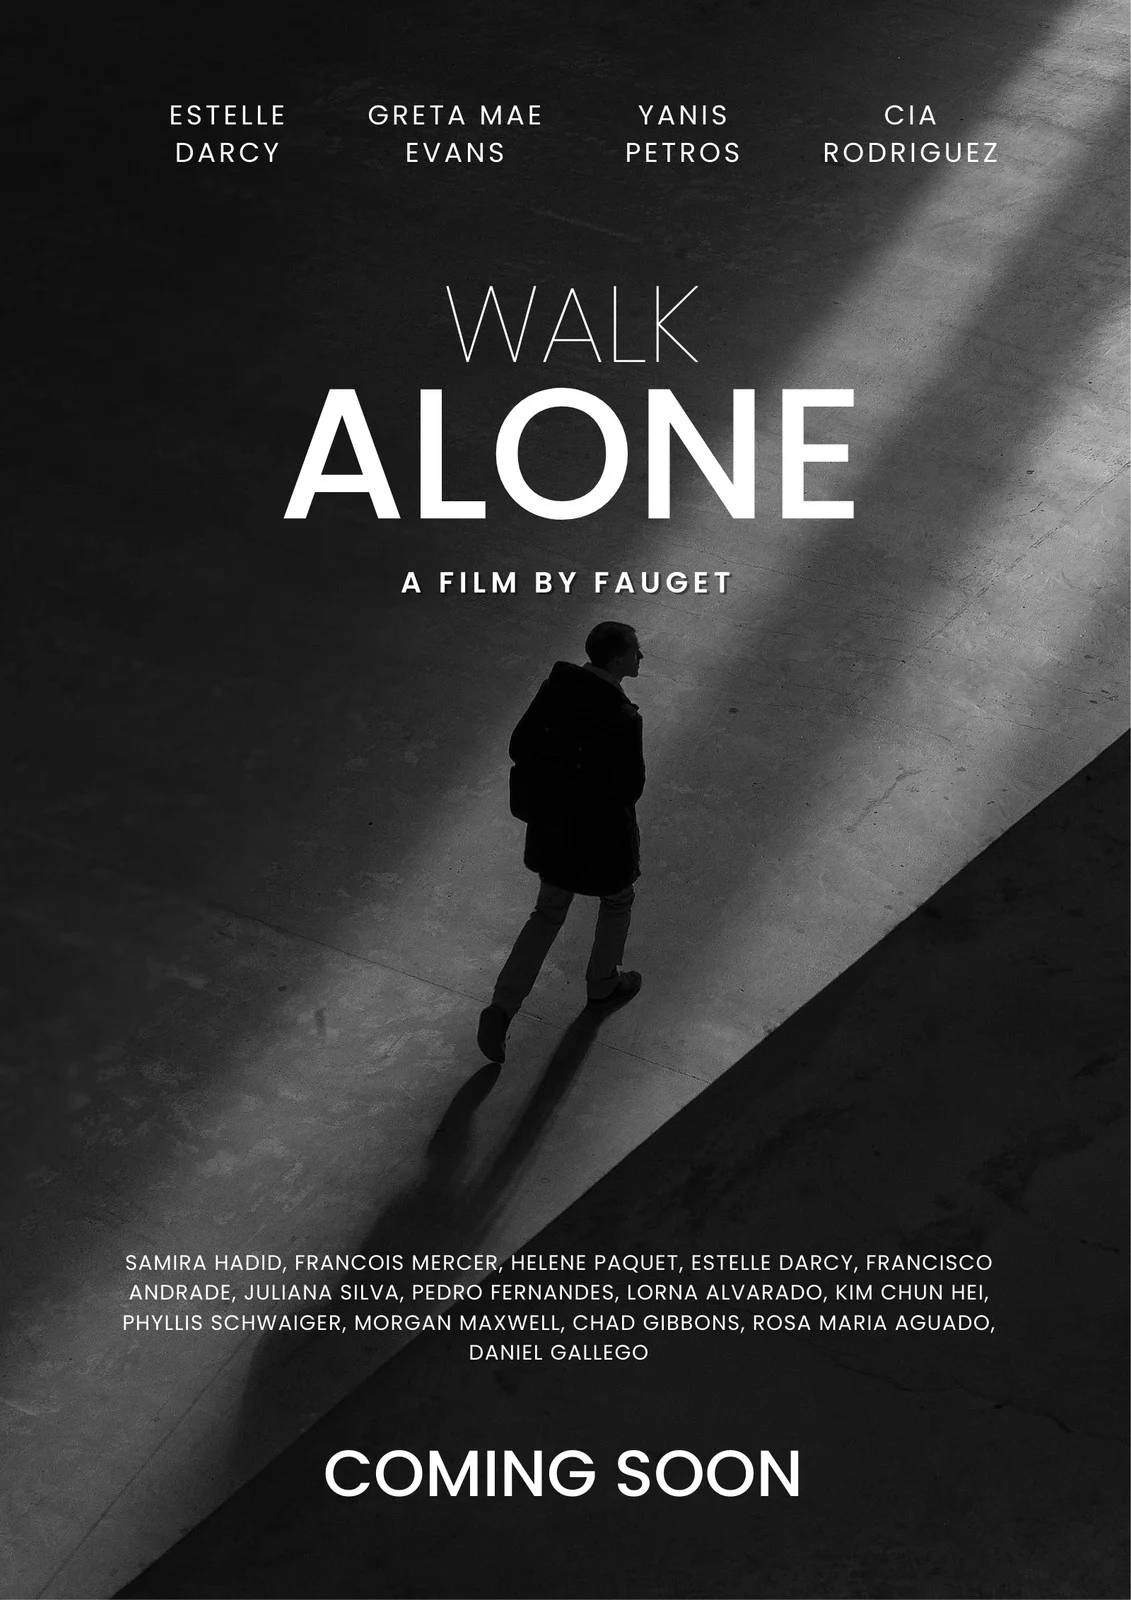 ESTELLE DARCY
GRETA MAE EVANS
YANIS PETROS
CIA RODRIGUEZ
WALK
ALONE
A FILM BY FAUGET
SAMIRA HADID, FRANCOIS MERCER, HELENE PAQUET, ESTELLE DARCY, FRANCISCO
ANDRADE, JULIANA SILVA, PEDRO FERNANDES, LORNA ALVARADO, KIM CHUN HEI,
PHYLLIS SCHWAIGER, MORGAN MAXWELL, CHAD GIBBONS, ROSA MARIA AGUADO,
DANIEL GALLEGO
COMING SOON